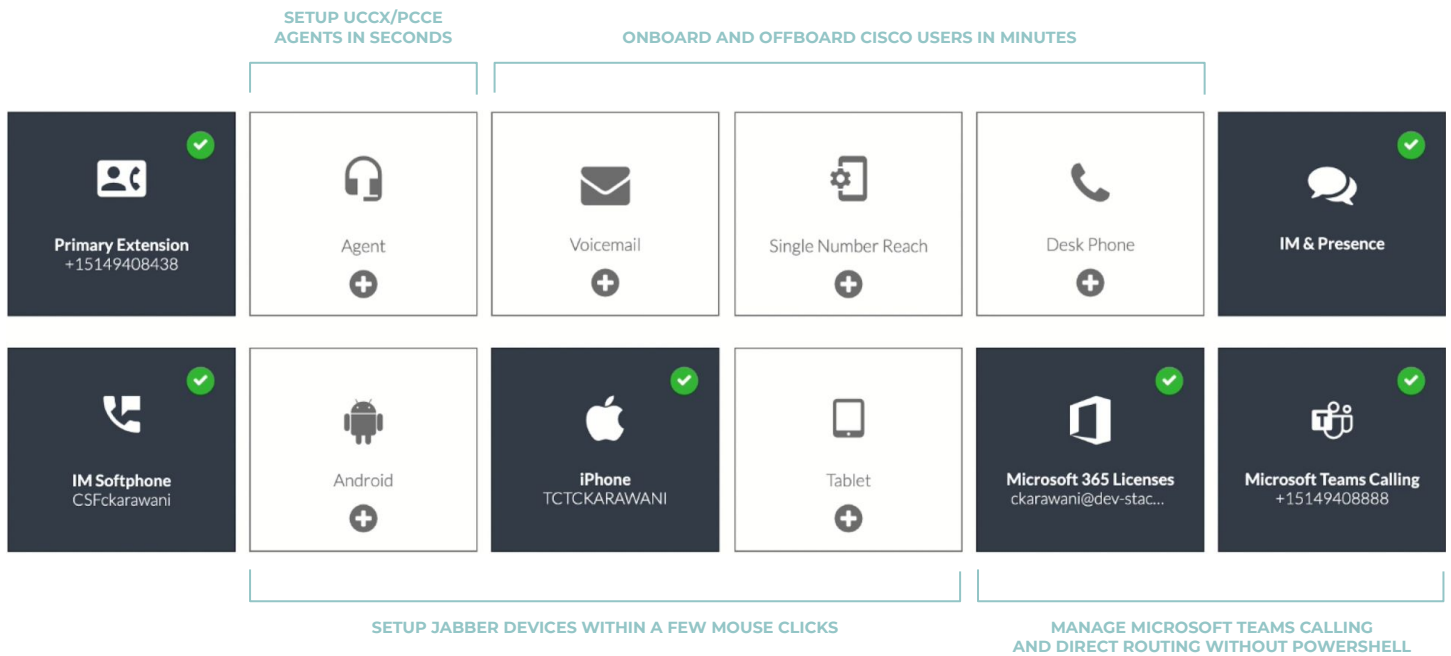 SETUP UCCX/PCCE
AGENTS IN SECONDS
ONBOARD AND OFFBOARD CISCO USERS IN MINUTES
Primary Extension
+15149408438
Agent
Voicemail
Single Number Reach
Desk Phone
IM & Presence
IM Softphone
CSFckarawani
Android
iPhone
TCTCKARAWANI
Tablet
Microsoft 365 Licenses
ckarawani@dev-stac...
Microsoft Teams Calling
+15149408888
SETUP JABBER DEVICES WITHIN A FEW MOUSE CLICKS
MANAGE MICROSOFT TEAMS CALLING
AND DIRECT ROUTING WITHOUT POWERSHELL